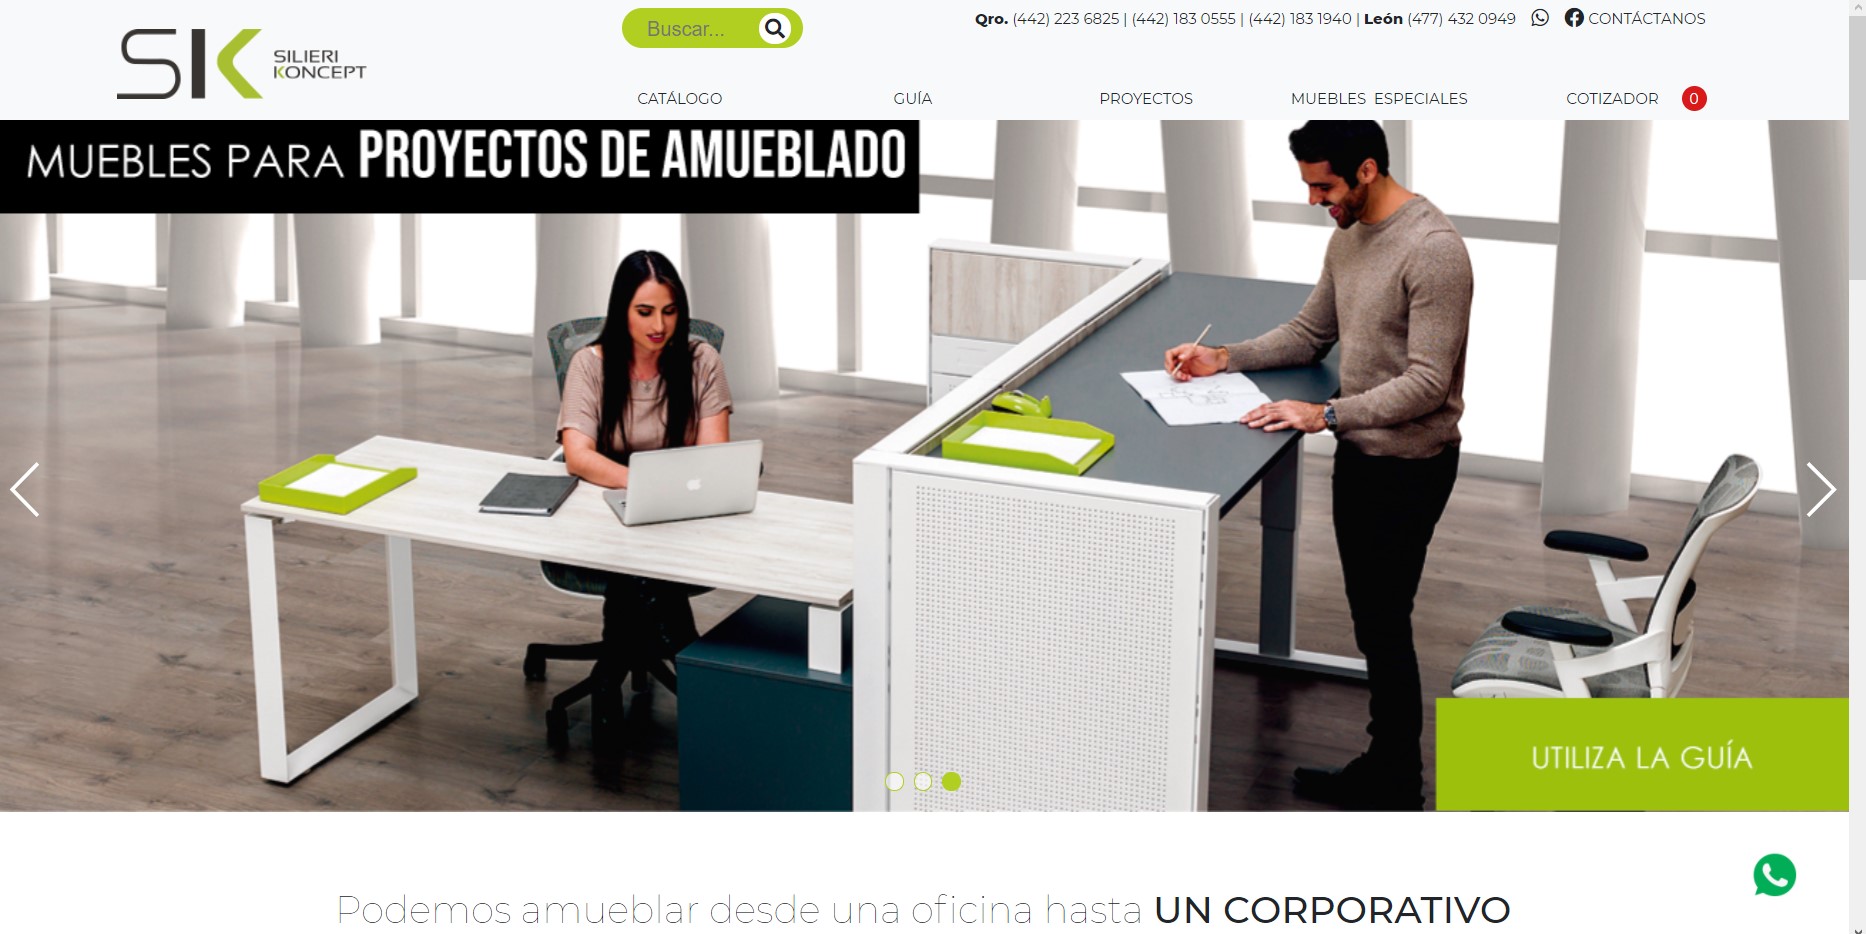 SK SILIERI
KONCEPT
Buscar...
Qro. (442) 223 6825 | (442) 183 0555 | (442) 183 1940 | León (477) 432 0949 CONTÁCTANOS
CATÁLOGO GUÍA PROYECTOS MUEBLES ESPECIALES COTIZADOR 0
MUEBLES PARA PROYECTOS DE AMUEBLADO
UTILIZA LA GUÍA
Podemos amueblar desde una oficina hasta UN CORPORATIVO